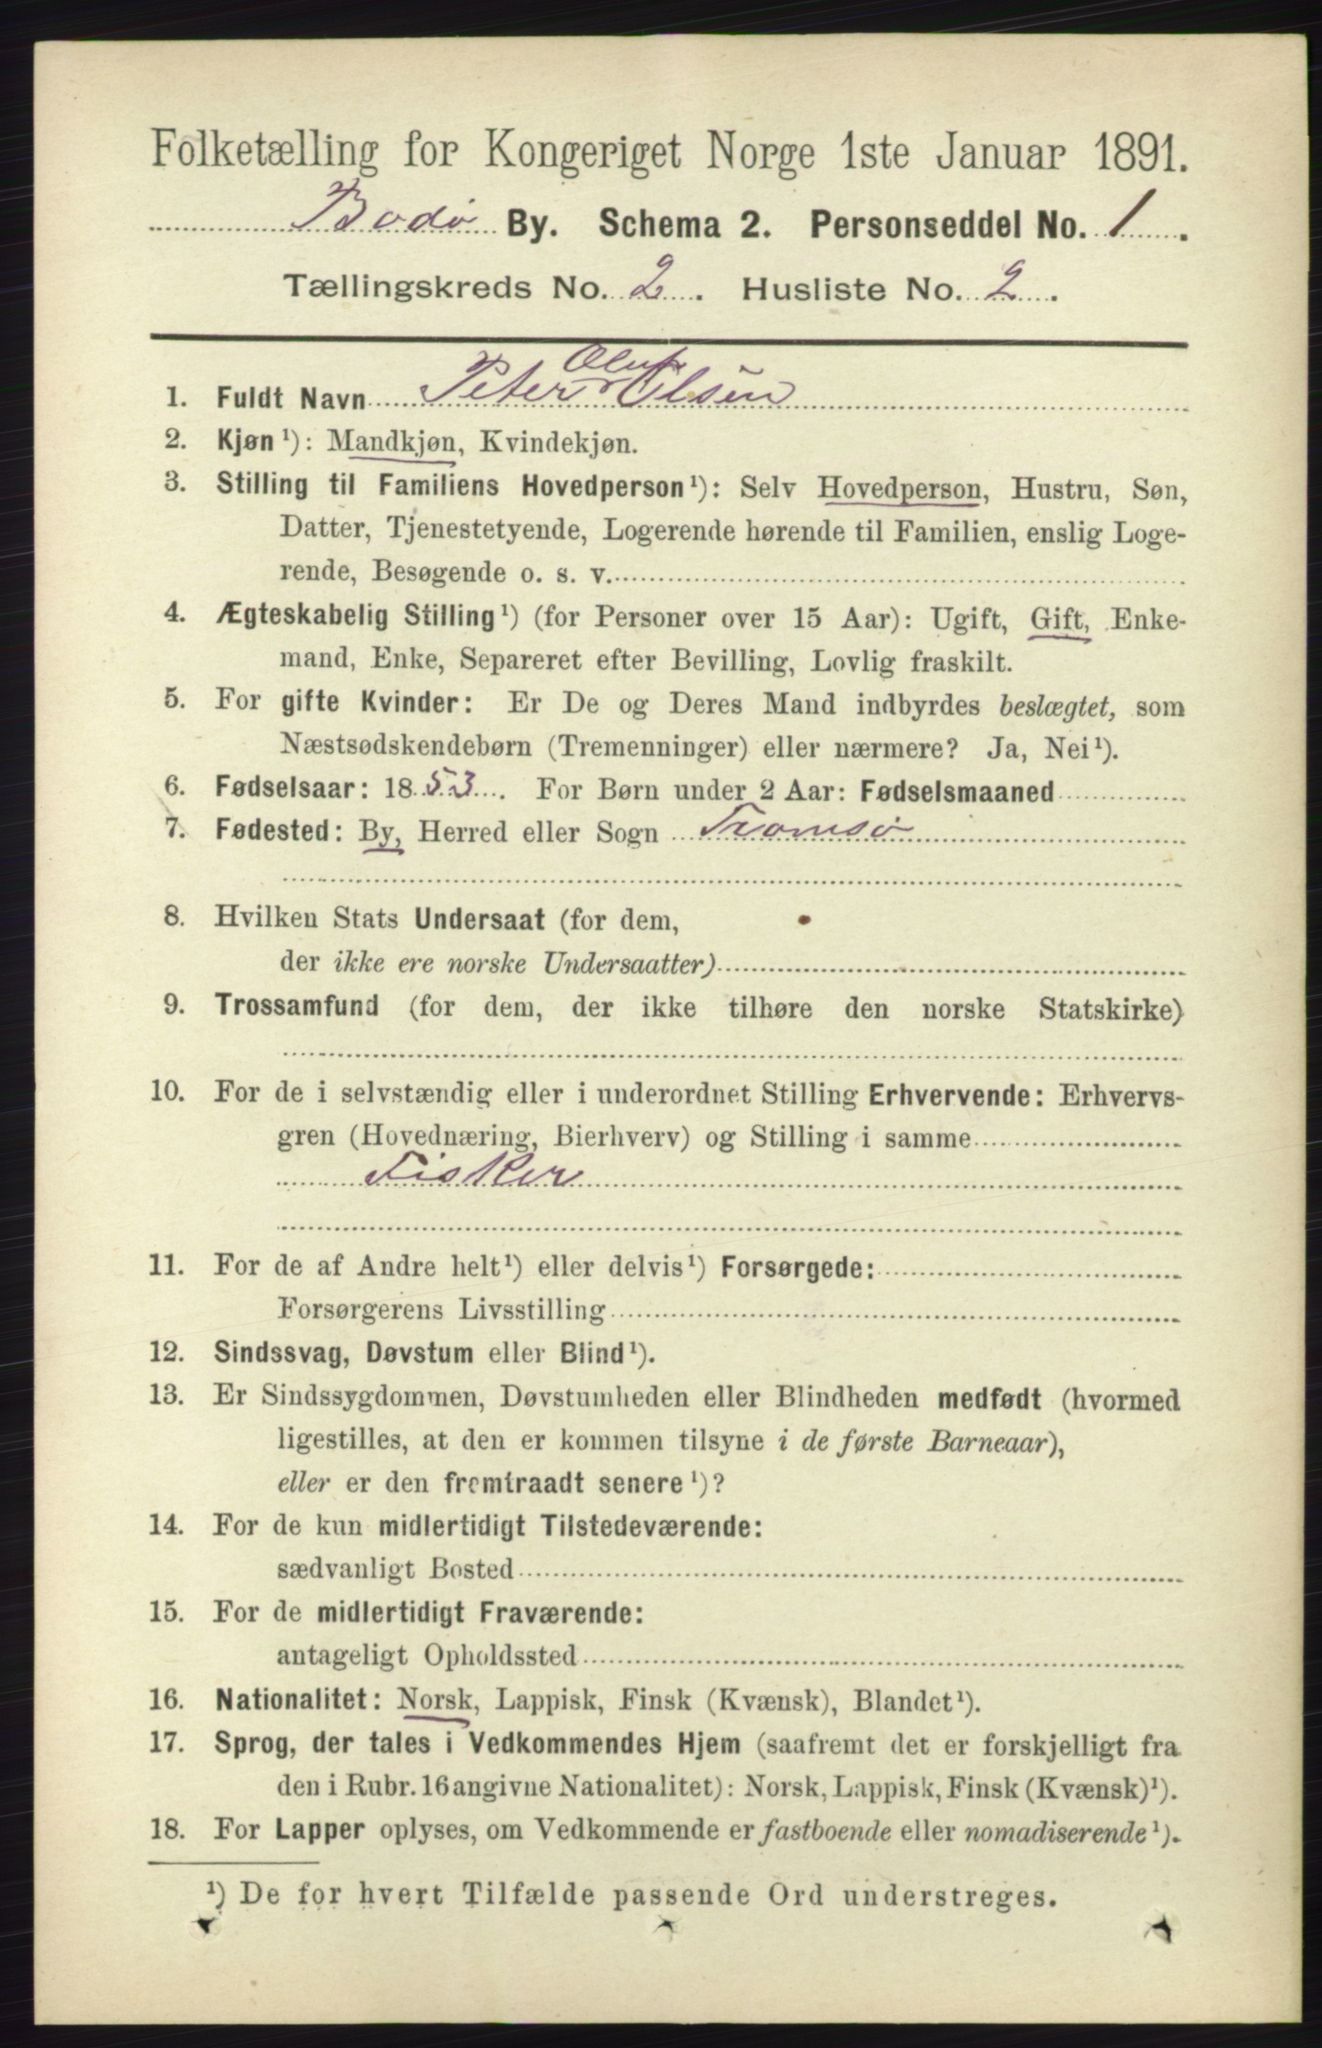 Folketælling for Kongeriget Norge 1ste Januar 1891.
Bodø By. Schema 2. Personseddel No. 1.
Tællingskreds No. 2. Husliste No. 2.
Oluf
1. Fuldt Navn Peter Olsen
2. Kjøn¹): Mandkjøn, Kvindekjøn.
3. Stilling til Familiens Hovedperson¹): Selv Hovedperson, Hustru, Søn,
Datter, Tjenestetyende, Logerende hørende til Familien, enslig Loge-
rende, Besøgende o. s. v.
4. Ægteskabelig Stilling¹) (for Personer over 15 Aar): Ugift, Gift, Enke-
mand, Enke, Separeret efter Bevilling, Lovlig fraskilt.
5. For gifte Kvinder: Er De og Deres Mand indbyrdes beslægtet, som
Næstsødskendebørn (Tremenninger) eller nærmere? Ja, Nei¹).
6. Fødselsaar: 1853. For Børn under 2 Aar: Fødselsmaaned
7. Fødested: By, Herred eller Sogn Tromsø
8. Hvilken Stats Undersaat (for dem,
der ikke ere norske Undersaatter)
9. Trossamfund (for dem, der ikke tilhøre den norske Statskirke)
10. For de i selvstændig eller i underordnet Stilling Erhvervende: Erhvervs-
gren (Hovednæring, Bierhverv) og Stilling i samme
Fisker
11. For de af Andre helt¹) eller delvis¹) Forsørgede:
Forsørgerens Livsstilling
12. Sindssvag, Døvstum eller Blind¹).
13. Er Sindssygdommen, Døvstumheden eller Blindheden medfødt (hvormed
ligestilles, at den er kommen tilsyne i de første Barneaar),
eller er den fremtraadt senere¹)?
14. For de kun midlertidigt Tilstedeværende:
sædvanligt Bosted
15. For de midlertidigt Fraværende:
antageligt Opholdssted
16. Nationalitet: Norsk, Lappisk, Finsk (Kvænsk), Blandet¹).
17. Sprog, der tales i Vedkommendes Hjem (saafremt det er forskjelligt fra
den i Rubr. 16 angivne Nationalitet): Norsk, Lappisk, Finsk (Kvænsk)¹).
18. For Lapper oplyses, om Vedkommende er fastboende eller nomadiserende¹).
¹) De for hvert Tilfælde passende Ord understreges.